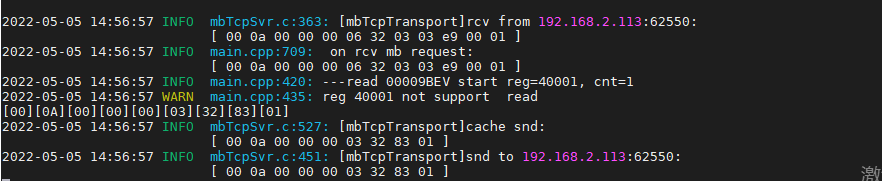 2022-05-05 14:56:57 INFO mbTcpSvr.c:363: [mbTcpTransport]rcv from 192.168.2.113:62550:
[ 00 0a 00 00 00 06 32 03 03 e9 00 01 ]
2022-05-05 14:56:57 INFO main.cpp:709: on rcv mb request:
[ 00 0a 00 00 00 06 32 03 03 e9 00 01 ]
2022-05-05 14:56:57 INFO main.cpp:420: ---read 00009BEV start reg=40001, cnt=1
2022-05-05 14:56:57 WARN main.cpp:435: reg 40001 not support read
[00][0A][00][00][00][03][32][83][01]
2022-05-05 14:56:57 INFO mbTcpSvr.c:527: [mbTcpTransport]cache snd:
[ 00 0a 00 00 00 03 32 83 01 ]
2022-05-05 14:56:57 INFO mbTcpSvr.c:451: [mbTcpTransport]snd to 192.168.2.113:62550:
[ 00 0a 00 00 00 03 32 83 01 ]
激